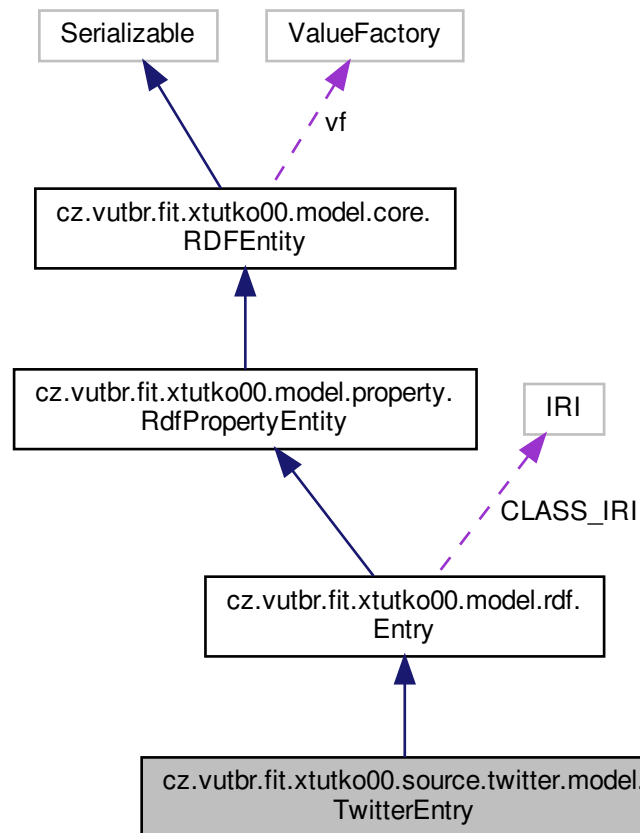 Serializable
ValueFactory
vf
cz.vutbr.fit.xtutko00.model.core.
RDFEntity
cz.vutbr.fit.xtutko00.model.property.
RdfPropertyEntity
IRI
CLASS_IRI
cz.vutbr.fit.xtutko00.model.rdf.
Entry
cz.vutbr.fit.xtutko00.source.twitter.model.
TwitterEntry